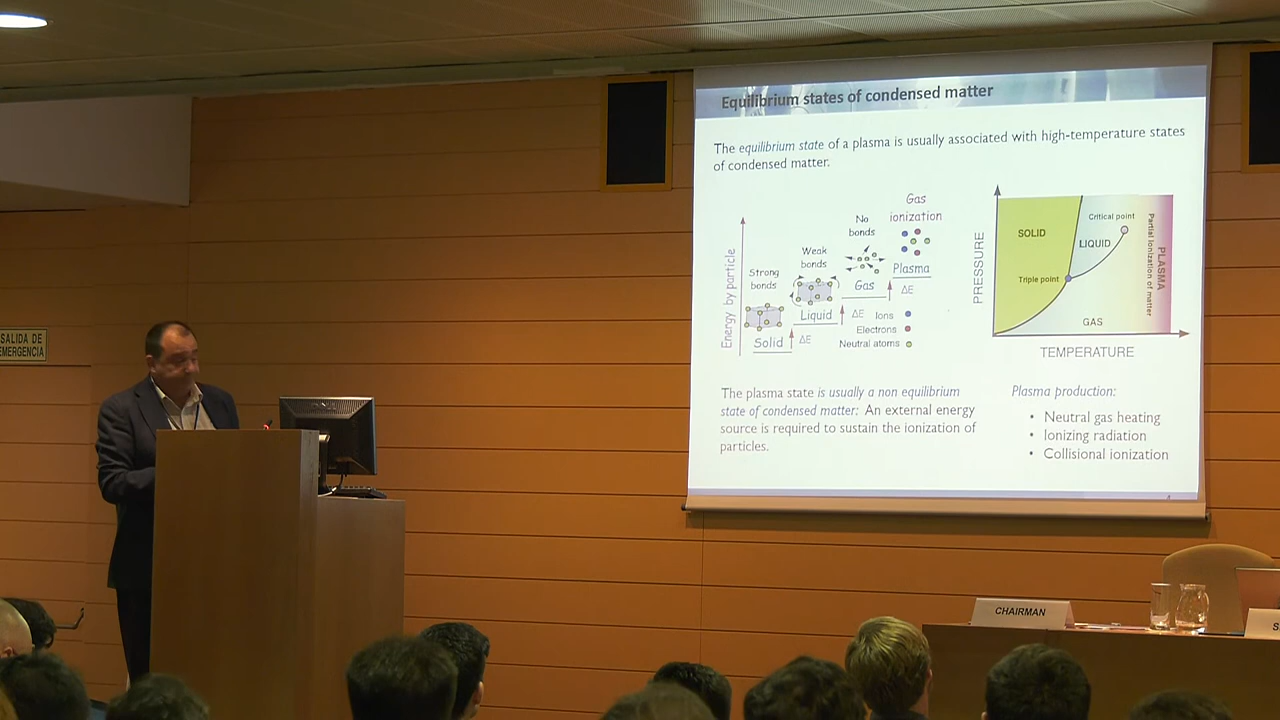 Equilibrium states of condensed matter
The equilibrium state of a plasma is usually associated with high-temperature states
of condensed matter.
Energy by particle
Strong
bonds
Solid
ΔE
Weak
bonds
Liquid
ΔE
No
bonds
Gas
ΔE
Gas
ionization
Plasma
Ions
Electrons
Neutral atoms
PRESSURE
SOLID
Critical point
LIQUID
Triple point
GAS
Partial ionization of matter
PLASMA
TEMPERATURE
The plasma state is usually a non equilibrium
state of condensed matter: An external energy
source is required to sustain the ionization of
particles.
Plasma production:
• Neutral gas heating
• Ionizing radiation
• Collisional ionization
4
SALIDA DE
EMERGENCIA
CHAIRMAN
S